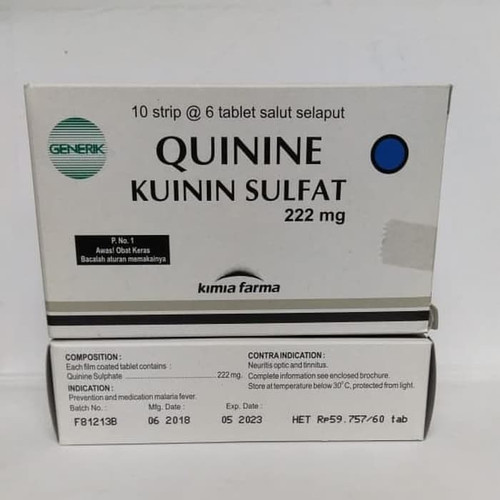 10 strip @ 6 tablet salut selaput
GENERIK
QUININE
KUININ SULFAT
222 mg
P. No. 1
Awas! Obat Keras
Bacalah aturan memakainya
kimia farma
COMPOSITION :
Each film coated tablet contains :
Quinine Sulphate ........................ 222 mg.
INDICATION :
Prevention and medication malaria fever.
CONTRA INDICATION :
Neuritis optic and tinnitus.
Complete information see enclosed brochure.
Store at temperature below 30°C, protected from light.
Batch No. : Mfg. Date : Exp. Date :
F81213B 06 2018 05 2023 HET Rp59.757/60 tab